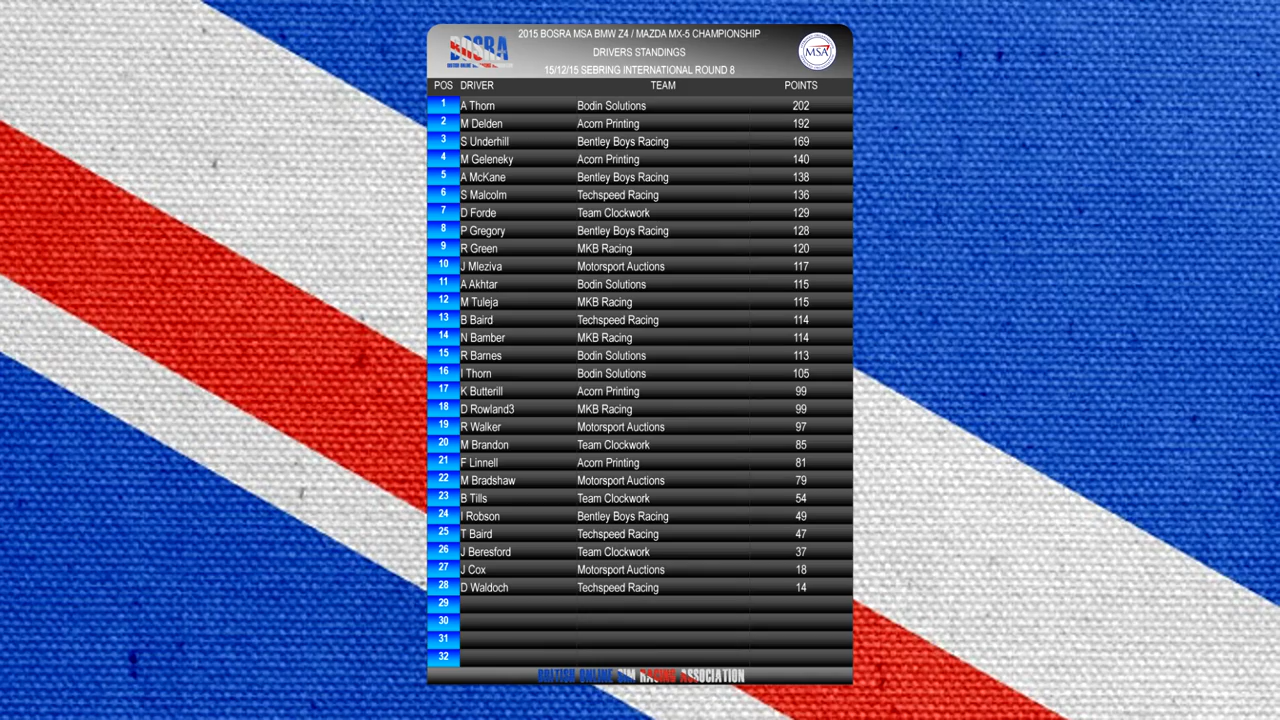 2015 BOSRA MSA BMW Z4 / MAZDA MX-5 CHAMPIONSHIP
BOSRA
DRIVERS STANDINGS
MSA
15/12/15 SEBRING INTERNATIONAL ROUND 8
POS DRIVER TEAM POINTS
1 A Thorn Bodin Solutions 202
2 M Delden Acorn Printing 192
3 S Underhill Bentley Boys Racing 169
4 M Geleneky Acorn Printing 140
5 A McKane Bentley Boys Racing 138
6 S Malcolm Techspeed Racing 136
7 D Forde Team Clockwork 129
8 P Gregory Bentley Boys Racing 128
9 R Green MKB Racing 120
10 J Mleziva Motorsport Auctions 117
11 A Akhtar Bodin Solutions 115
12 M Tuleja MKB Racing 115
13 B Baird Techspeed Racing 114
14 N Bamber MKB Racing 114
15 R Barnes Bodin Solutions 113
16 I Thorn Bodin Solutions 105
17 K Butterill Acorn Printing 99
18 D Rowland3 MKB Racing 99
19 R Walker Motorsport Auctions 97
20 M Brandon Team Clockwork 85
21 F Linnell Acorn Printing 81
22 M Bradshaw Motorsport Auctions 79
23 B Tills Team Clockwork 54
24 I Robson Bentley Boys Racing 49
25 T Baird Techspeed Racing 47
26 J Beresford Team Clockwork 37
27 J Cox Motorsport Auctions 18
28 D Waldoch Techspeed Racing 14
29
30
31
32
BRITISH ONLINE SIM RACING ASSOCIATION